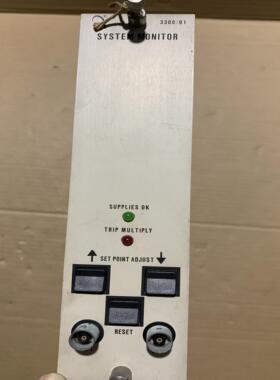 3300/01
SYSTEM MONITOR
SUPPLIES OK
TRIP MULTIPLY
↑ SET POINT ADJUST ↓
RESET